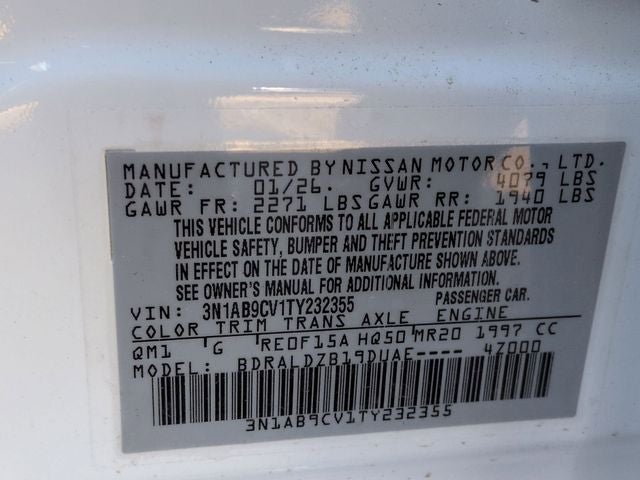 MANUFACTURED BY NISSAN MOTOR CO., LTD.
DATE: 01/26. GVWR: 4079 LBS
GAWR FR: 2271 LBS GAWR RR: 1940 LBS
THIS VEHICLE CONFORMS TO ALL APPLICABLE FEDERAL MOTOR
VEHICLE SAFETY, BUMPER AND THEFT PREVENTION STANDARDS
IN EFFECT ON THE DATE OF MANUFACTURE SHOWN ABOVE.
SEE OWNER'S MANUAL FOR ADDITIONAL INFORMATION.
VIN: 3N1AB9CV1TY232355 PASSENGER CAR.
COLOR TRIM TRANS AXLE ENGINE
QM1 G RE0F15A HQ50 MR20 1997 CC
MODEL: BDRALDZB19DUAE---- 4Z000
3N1AB9CV1TY232355